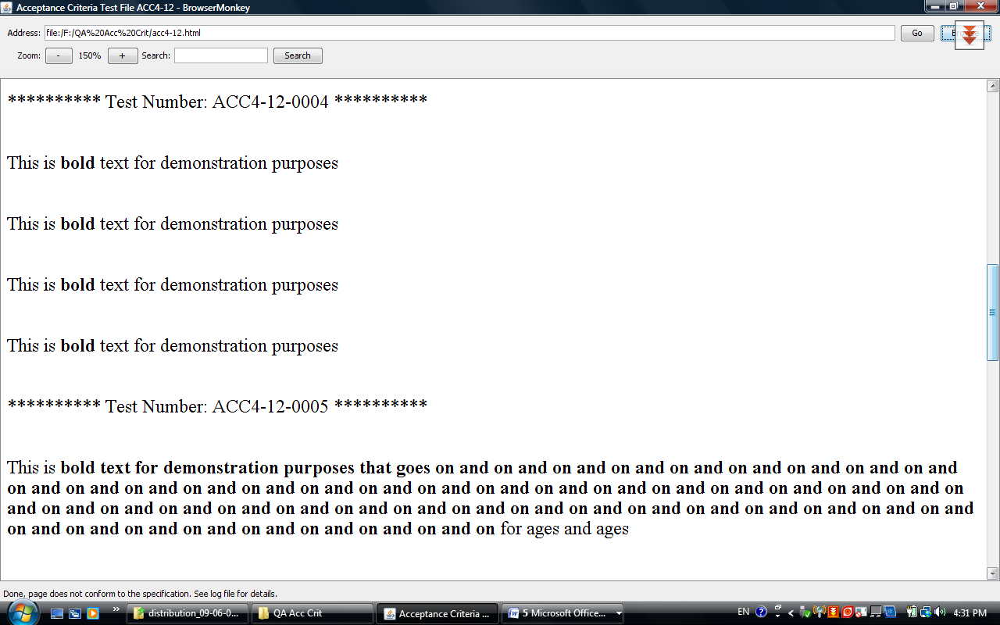 Acceptance Criteria Test File ACC4-12 - BrowserMonkey
Address: file:/F:/QA%20Acc%20Crit/acc4-12.html Go
Zoom: - 150% + Search: Search
********** Test Number: ACC4-12-0004 **********
This is bold text for demonstration purposes
This is bold text for demonstration purposes
This is bold text for demonstration purposes
This is bold text for demonstration purposes
********** Test Number: ACC4-12-0005 **********
This is bold text for demonstration purposes that goes on and on and on and on and on and on and on and on and on and
on and on and on and on and on and on and on and on and on and on and on and on and on and on and on and on and on
and on and on and on and on and on and on and on and on and on and on and on and on and on and on and on and on and
on and on and on and on and on and on and on and on and on for ages and ages
Done, page does not conform to the specification. See log file for details.
distribution_09-06-0... QA Acc Crit Acceptance Criteria ... 5 Microsoft Office... EN 4:31 PM